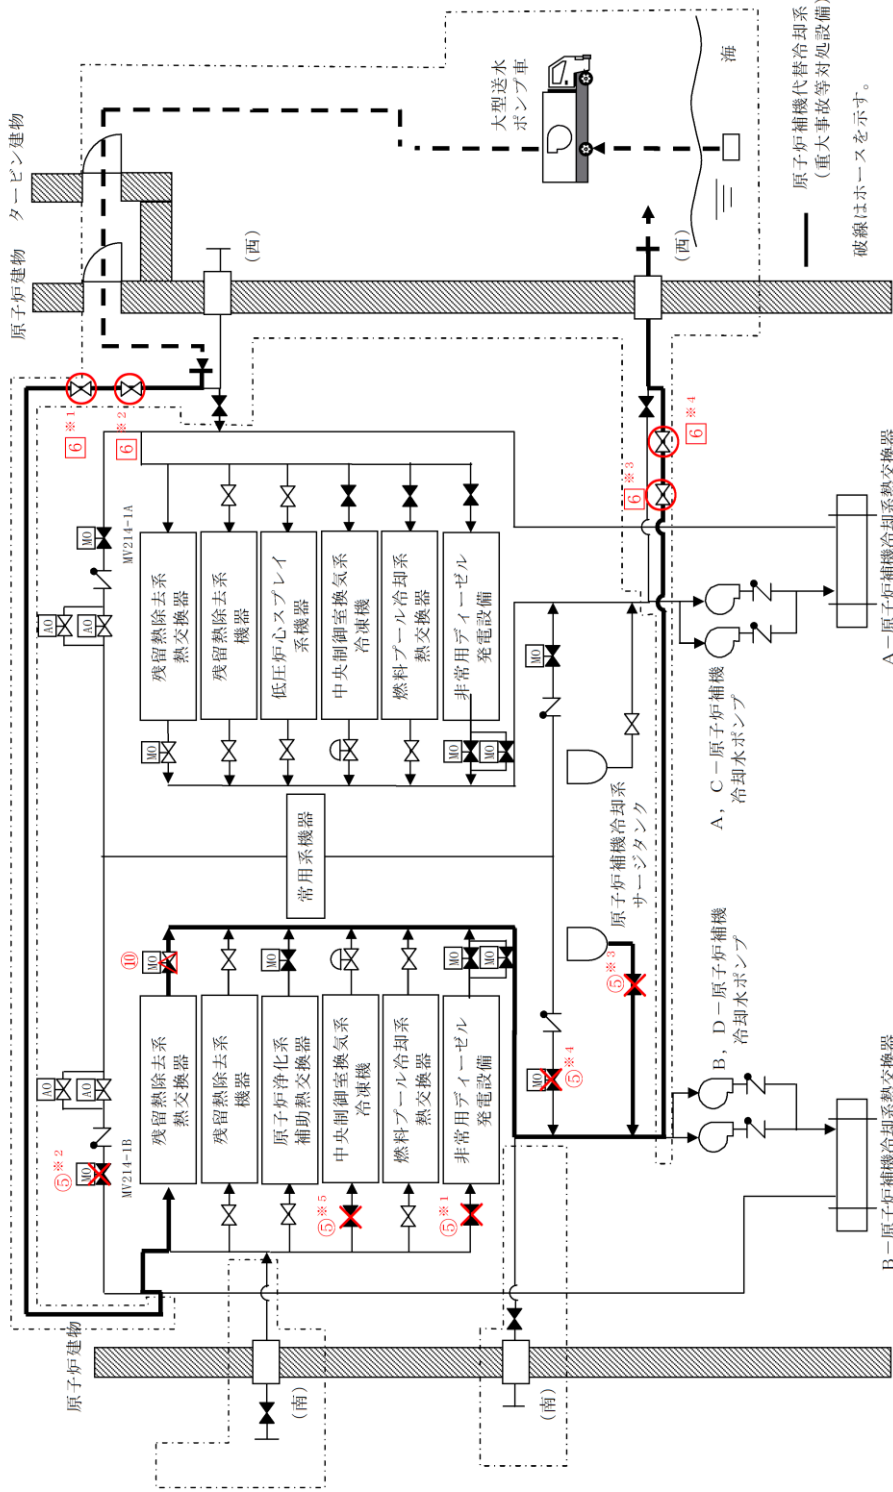 原子炉建物
タービン建物
大型送水
ポンプ車
海
原子炉補機代替冷却系
(重大事故等対処設備)
破線はホースを示す。
(西)
(西)
6※1
6※2
6※3
6※4
MO
MV214-1A
AO
AO
残留熱除去系
熱交換器
残留熱除去系
機器
低圧炉心スプレイ
系機器
中央制御室換気系
冷凍機
燃料プール冷却系
熱交換器
非常用ディーゼル
発電設備
MO
MO
MO
MO
常用系機器
原子炉補機冷却系
サージタンク
A,C-原子炉補機
冷却水ポンプ
A-原子炉補機冷却系熱交換器
AO
AO
⑤※2
MO
MV214-1B
⑩
MO
残留熱除去系
熱交換器
残留熱除去系
機器
原子炉浄化系
補助熱交換器
MO
中央制御室換気系
冷凍機
燃料プール冷却系
熱交換器
非常用ディーゼル
発電設備
MO
MO
⑤※5
⑤※1
MO
⑤※4
⑤※3
B,D-原子炉補機
冷却水ポンプ
B-原子炉補機冷却系熱交換器
原子炉建物
(南)
(南)